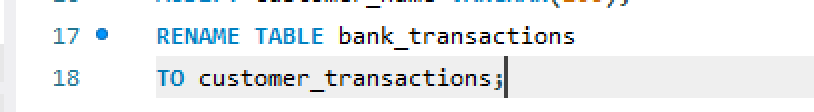 17 RENAME TABLE bank_transactions
18 TO customer_transactions;